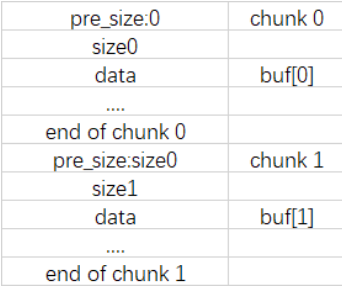 pre_size:0 chunk 0
size0
data buf[0]
....
end of chunk 0
pre_size:size0 chunk 1
size1
data buf[1]
....
end of chunk 1